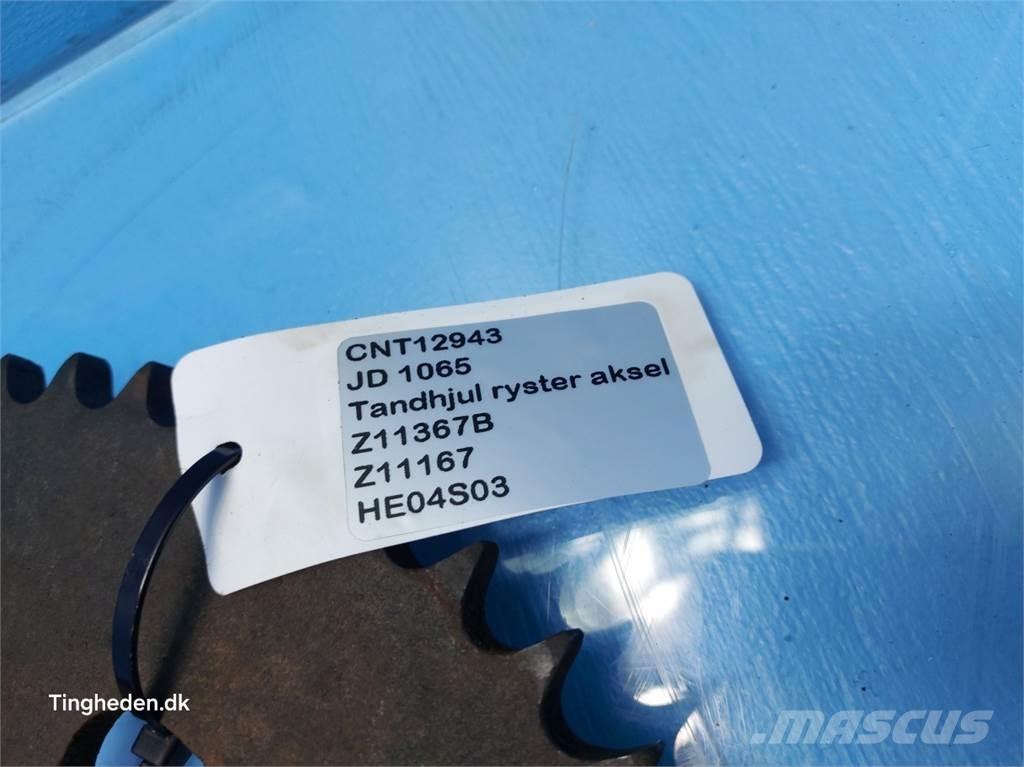 CNT12943
JD 1065
Tandhjul ryster aksel
Z11367B
Z11167
HE04S03
Tingheden.dk
MASCUS